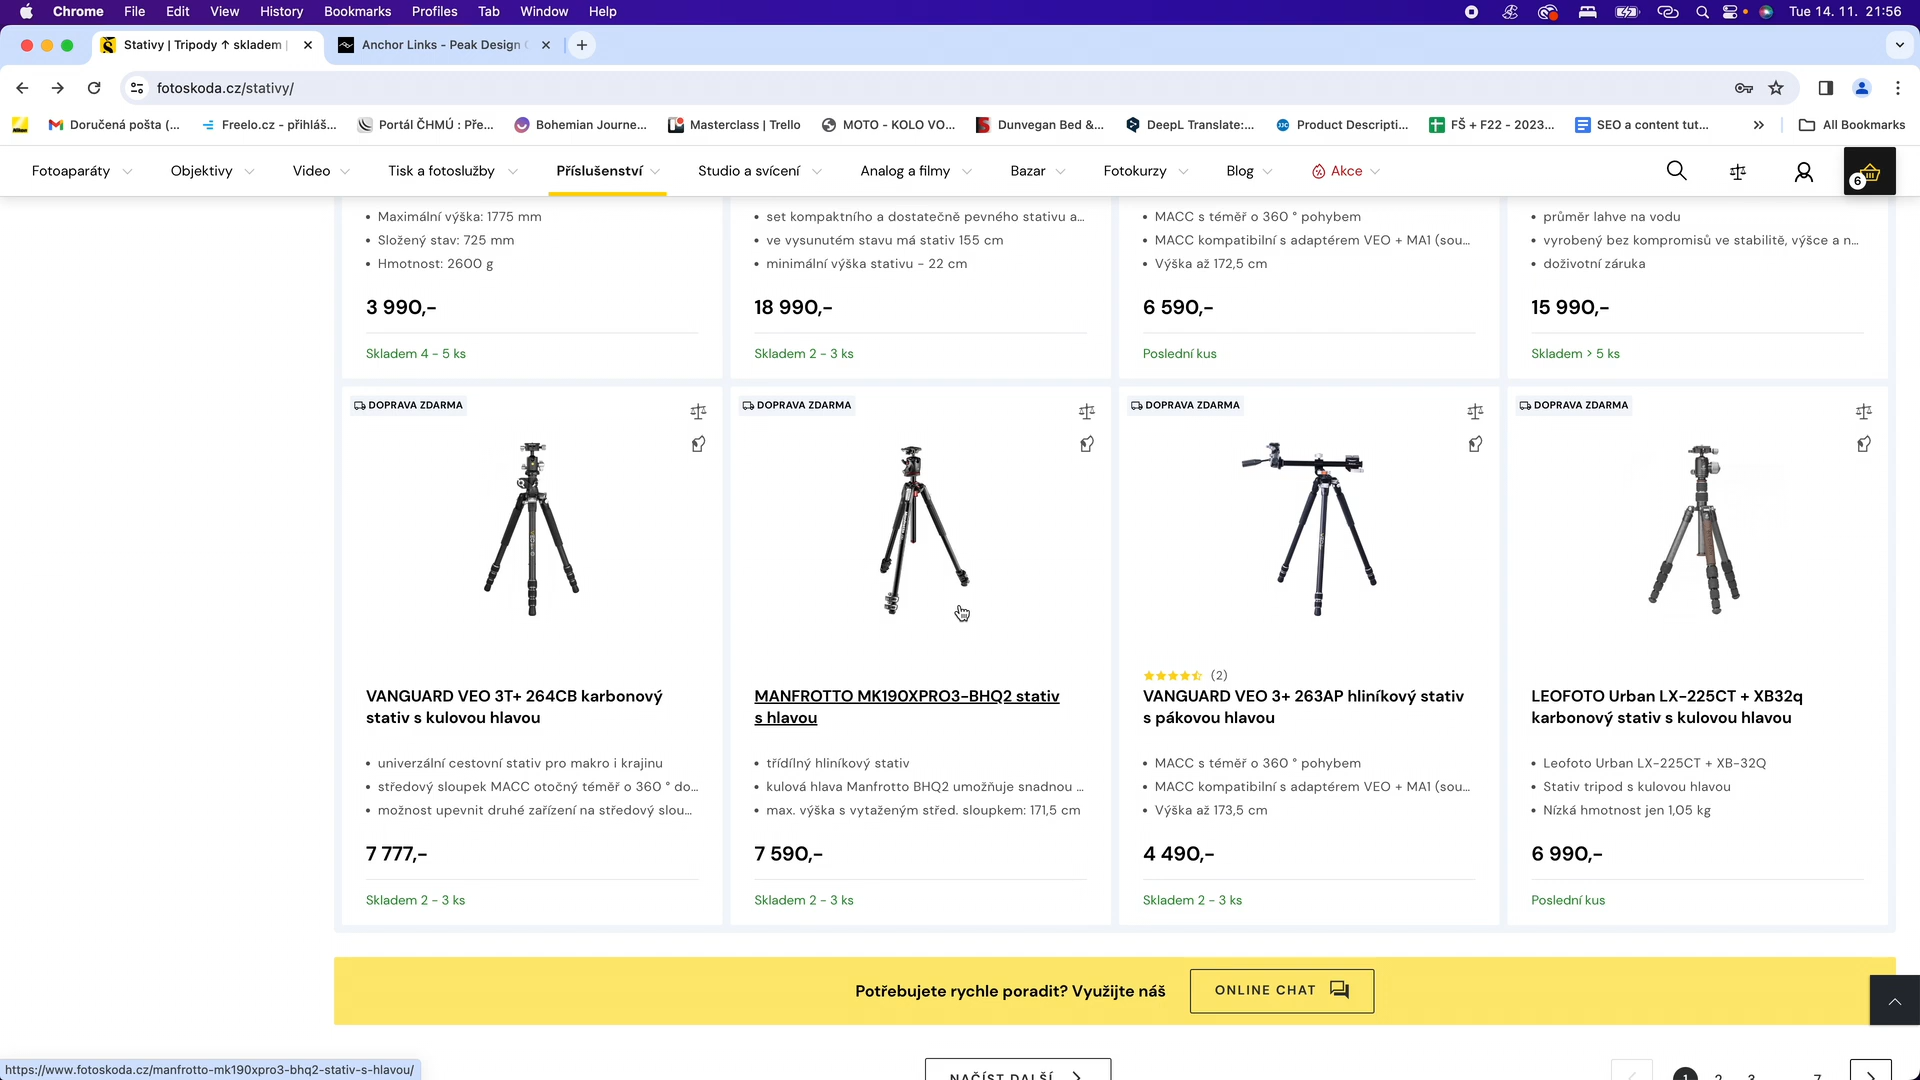 Chrome File Edit View History Bookmarks Profiles Tab Window Help Tue 14. 11. 21:56
Stativy | Tripody ↑ skladem | Anchor Links - Peak Design
fotoskoda.cz/stativy/
Doručená pošta (... Freelo.cz - přihláš... Portál ČHMÚ : Pře... Bohemian Journe... Masterclass | Trello MOTO - KOLO VO... Dunvegan Bed &... DeepL Translate:... Product Descripti... FŠ + F22 - 2023... SEO a content tut... » All Bookmarks
Fotoaparáty Objektivy Video Tisk a fotoslužby Příslušenství Studio a svícení Analog a filmy Bazar Fotokurzy Blog Akce 6
• Maximální výška: 1775 mm
• Složený stav: 725 mm
• Hmotnost: 2600 g
3 990,-
Skladem 4 - 5 ks
• set kompaktního a dostatečně pevného stativu a...
• ve vysunutém stavu má stativ 155 cm
• minimální výška stativu - 22 cm
18 990,-
Skladem 2 - 3 ks
• MACC s téměř o 360 ° pohybem
• MACC kompatibilní s adaptérem VEO + MA1 (sou...
• Výška až 172,5 cm
6 590,-
Poslední kus
• průměr lahve na vodu
• vyrobený bez kompromisů ve stabilitě, výšce a n...
• doživotní záruka
15 990,-
Skladem > 5 ks
DOPRAVA ZDARMA
VANGUARD VEO 3T+ 264CB karbonový
stativ s kulovou hlavou
• univerzální cestovní stativ pro makro i krajinu
• středový sloupek MACC otočný téměř o 360 ° do...
• možnost upevnit druhé zařízení na středový slou...
7 777,-
Skladem 2 - 3 ks
DOPRAVA ZDARMA
MANFROTTO MK190XPRO3-BHQ2 stativ
s hlavou
• třídílný hliníkový stativ
• kulová hlava Manfrotto BHQ2 umožňuje snadnou ...
• max. výška s vytaženým střed. sloupkem: 171,5 cm
7 590,-
Skladem 2 - 3 ks
DOPRAVA ZDARMA
(2)
VANGUARD VEO 3+ 263AP hliníkový stativ
s pákovou hlavou
• MACC s téměř o 360 ° pohybem
• MACC kompatibilní s adaptérem VEO + MA1 (sou...
• Výška až 173,5 cm
4 490,-
Skladem 2 - 3 ks
DOPRAVA ZDARMA
LEOFOTO Urban LX-225CT + XB32q
karbonový stativ s kulovou hlavou
• Leofoto Urban LX-225CT + XB-32Q
• Stativ tripod s kulovou hlavou
• Nízká hmotnost jen 1,05 kg
6 990,-
Poslední kus
Potřebujete rychle poradit? Využijte náš ONLINE CHAT
https://www.fotoskoda.cz/manfrotto-mk190xpro3-bhq2-stativ-s-hlavou/
NAČÍST DALŠÍ 1 2 3 7